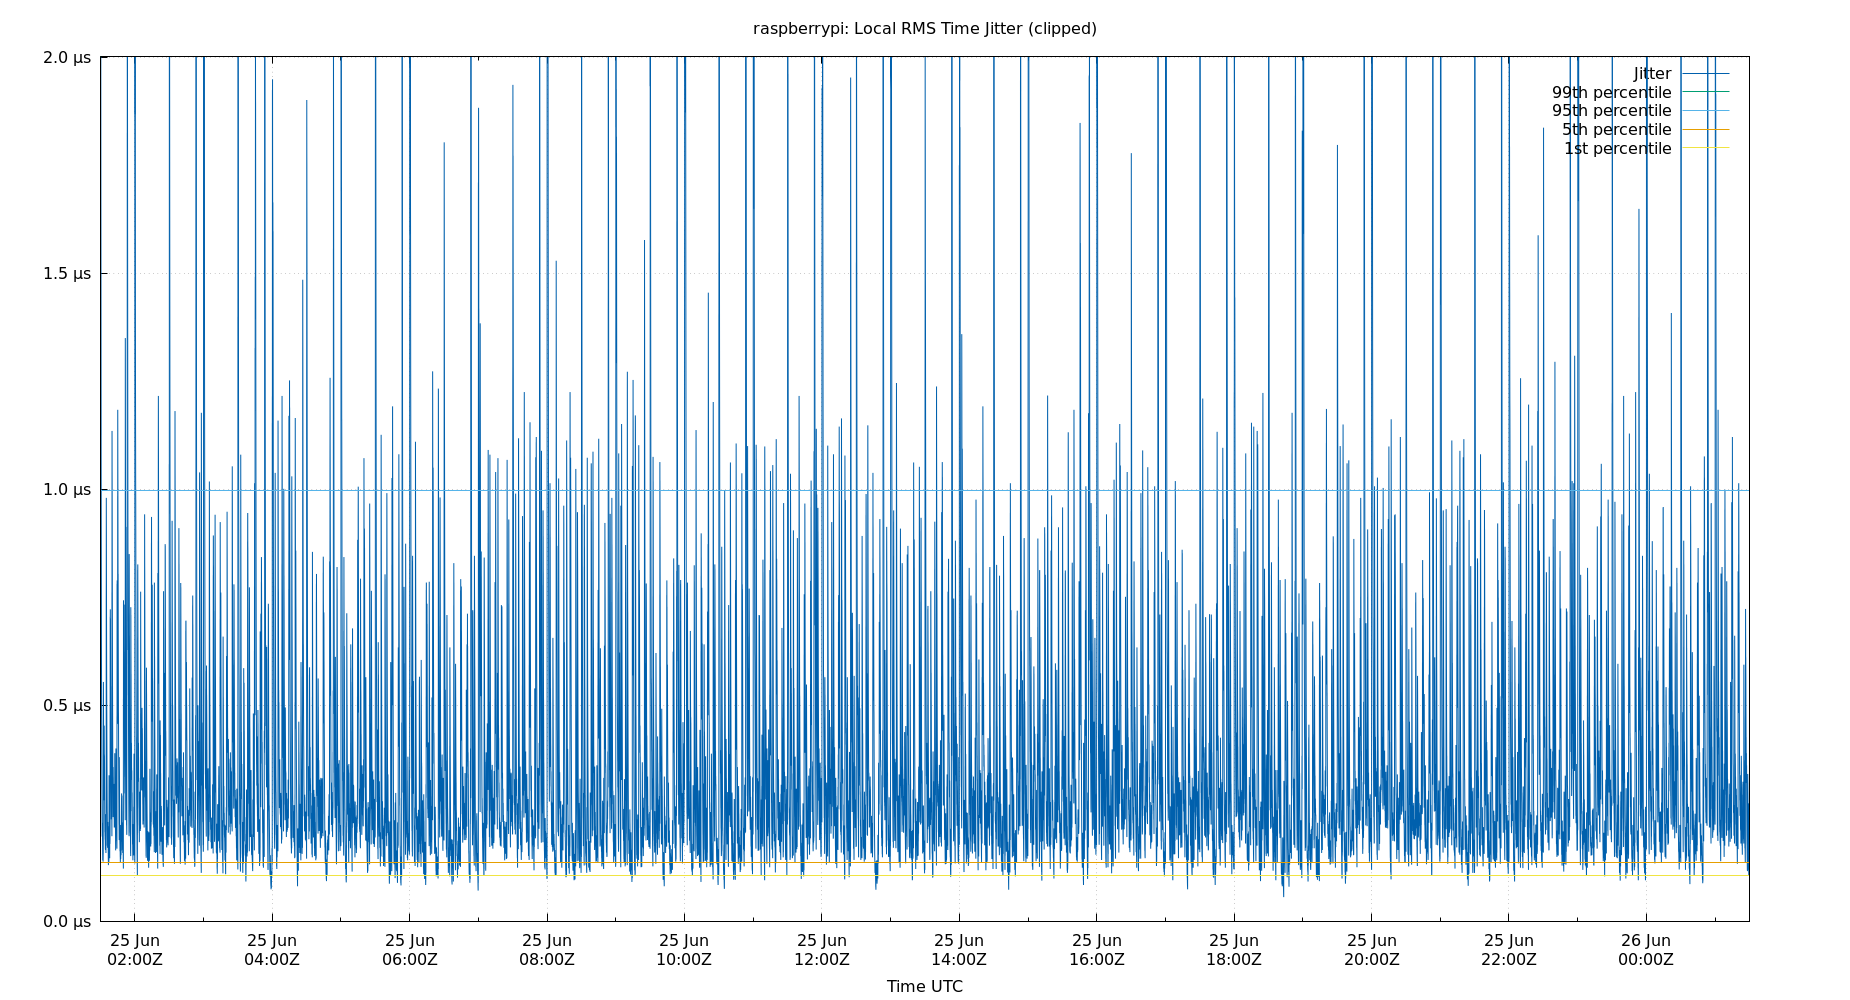 raspberrypi: Local RMS Time Jitter (clipped)
2.0 µs
1.5 µs
1.0 µs
0.5 µs
0.0 µs
Jitter
99th percentile
95th percentile
5th percentile
1st percentile
25 Jun 25 Jun 25 Jun 25 Jun 25 Jun 25 Jun 25 Jun 25 Jun 25 Jun 25 Jun 25 Jun 26 Jun
02:00Z 04:00Z 06:00Z 08:00Z 10:00Z 12:00Z 14:00Z 16:00Z 18:00Z 20:00Z 22:00Z 00:00Z
Time UTC